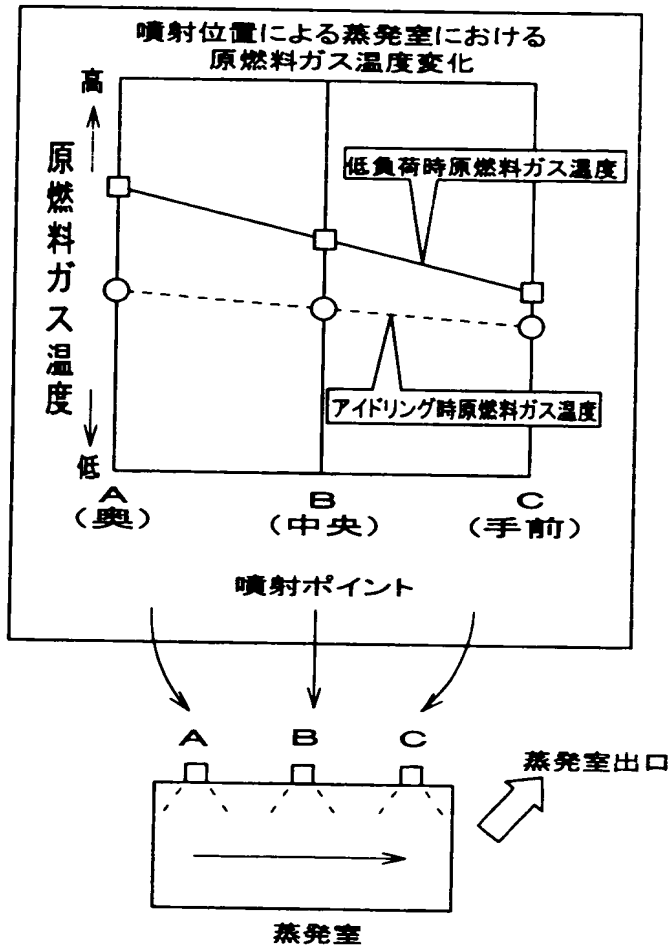 噴射位置による蒸発室における
原燃料ガス温度変化
高
原燃料ガス温度
低
低負荷時原燃料ガス温度
アイドリング時原燃料ガス温度
A
(奥)
B
(中央)
C
(手前)
噴射ポイント
A
B
C
蒸発室出口
蒸発室